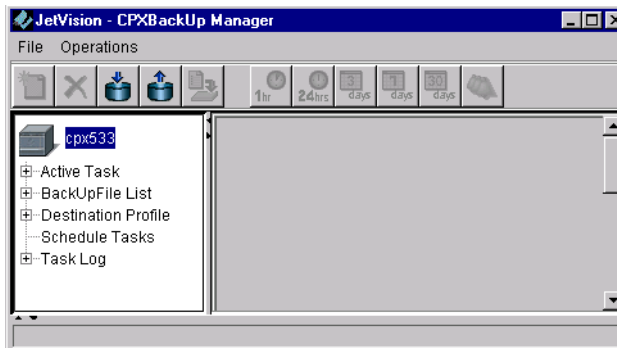 JetVision - CPXBackUp Manager
File Operations
1hr 24hrs 3 days 7 days 30 days
cpx533
Active Task
BackUpFile List
Destination Profile
Schedule Tasks
Task Log